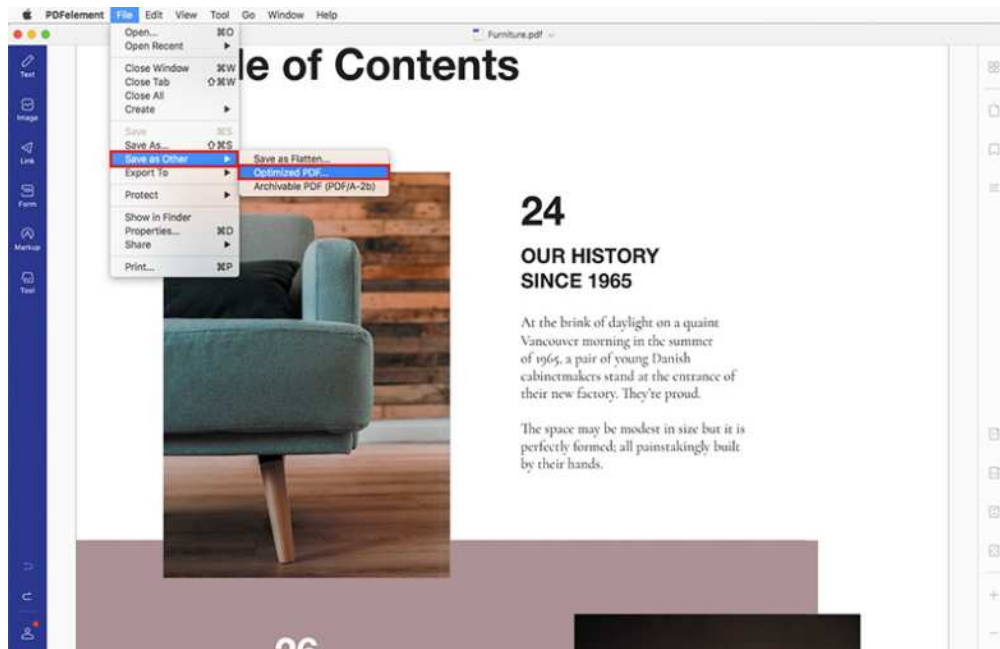 PDFelement File Edit View Tool Go Window Help
Furniture.pdf
Open... ⌘O
Open Recent
Close Window ⌘W
Close Tab ⇧⌘W
Close All
Create
Save ⌘S
Save As... ⇧⌘S
Save as Other
Export To
Protect
Show in Finder
Properties... ⌘D
Share
Print... ⌘P
Save as Flatten...
Optimized PDF...
Archivable PDF (PDF/A-2b)
Text
Image
Link
Form
Markup
Tool
le of Contents
24
OUR HISTORY
SINCE 1965
At the brink of daylight on a quaint
Vancouver morning in the summer
of 1965, a pair of young Danish
cabinetmakers stand at the entrance of
their new factory. They're proud.
The space may be modest in size but it is
perfectly formed; all painstakingly built
by their hands.
26